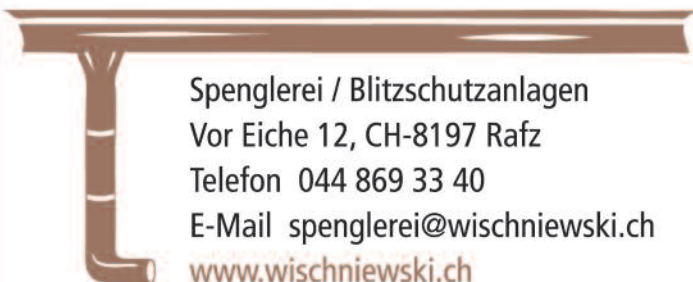 Spenglerei / Blitzschutzanlagen
Vor Eiche 12, CH-8197 Rafz
Telefon 044 869 33 40
E-Mail spenglerei@wischniewski.ch
www.wischniewski.ch